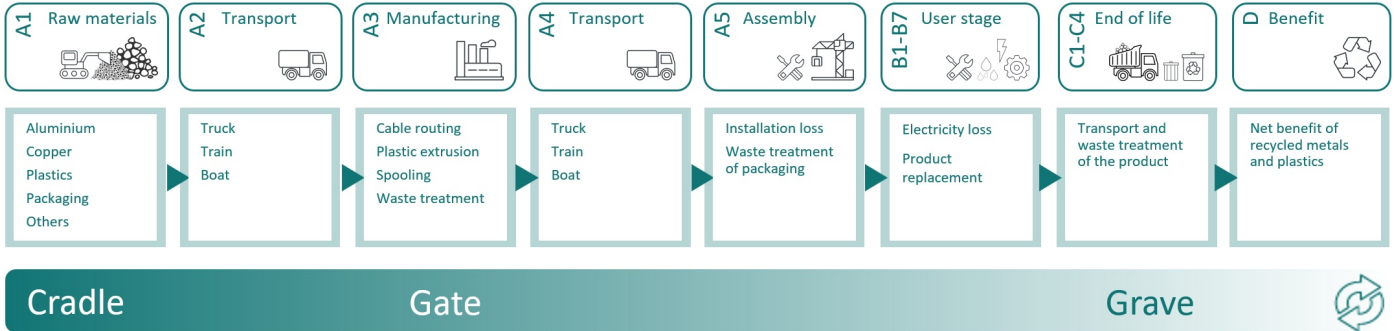 A1 Raw materials
A2 Transport
A3 Manufacturing
A4 Transport
A5 Assembly
B1-B7 User stage
C1-C4 End of life
D Benefit
Aluminium
Copper
Plastics
Packaging
Others
Truck
Train
Boat
Cable routing
Plastic extrusion
Spooling
Waste treatment
Truck
Train
Boat
Installation loss
Waste treatment
of packaging
Electricity loss
Product
replacement
Transport and
waste treatment
of the product
Net benefit of
recycled metals
and plastics
Cradle
Gate
Grave